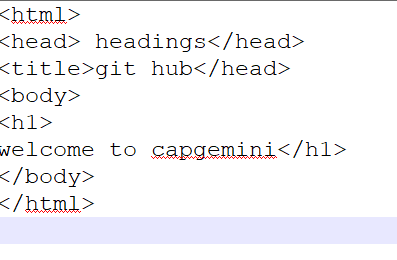 <html>
<head> headings</head>
<title>git hub</head>
<body>
<h1>
welcome to capgemini</h1>
</body>
</html>